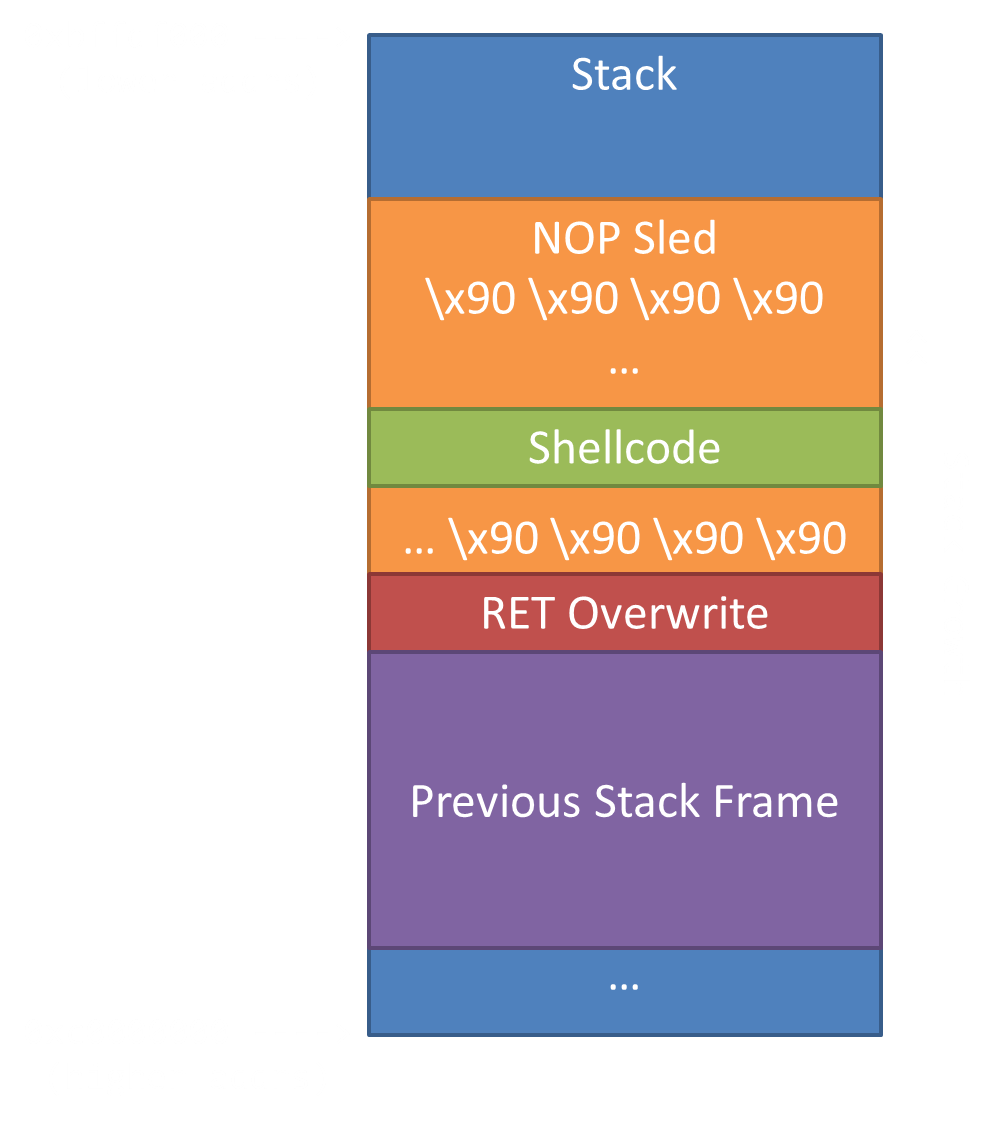 Stack
NOP Sled
\x90 \x90 \x90 \x90
...
Shellcode
... \x90 \x90 \x90 \x90
RET Overwrite
Previous Stack Frame
...